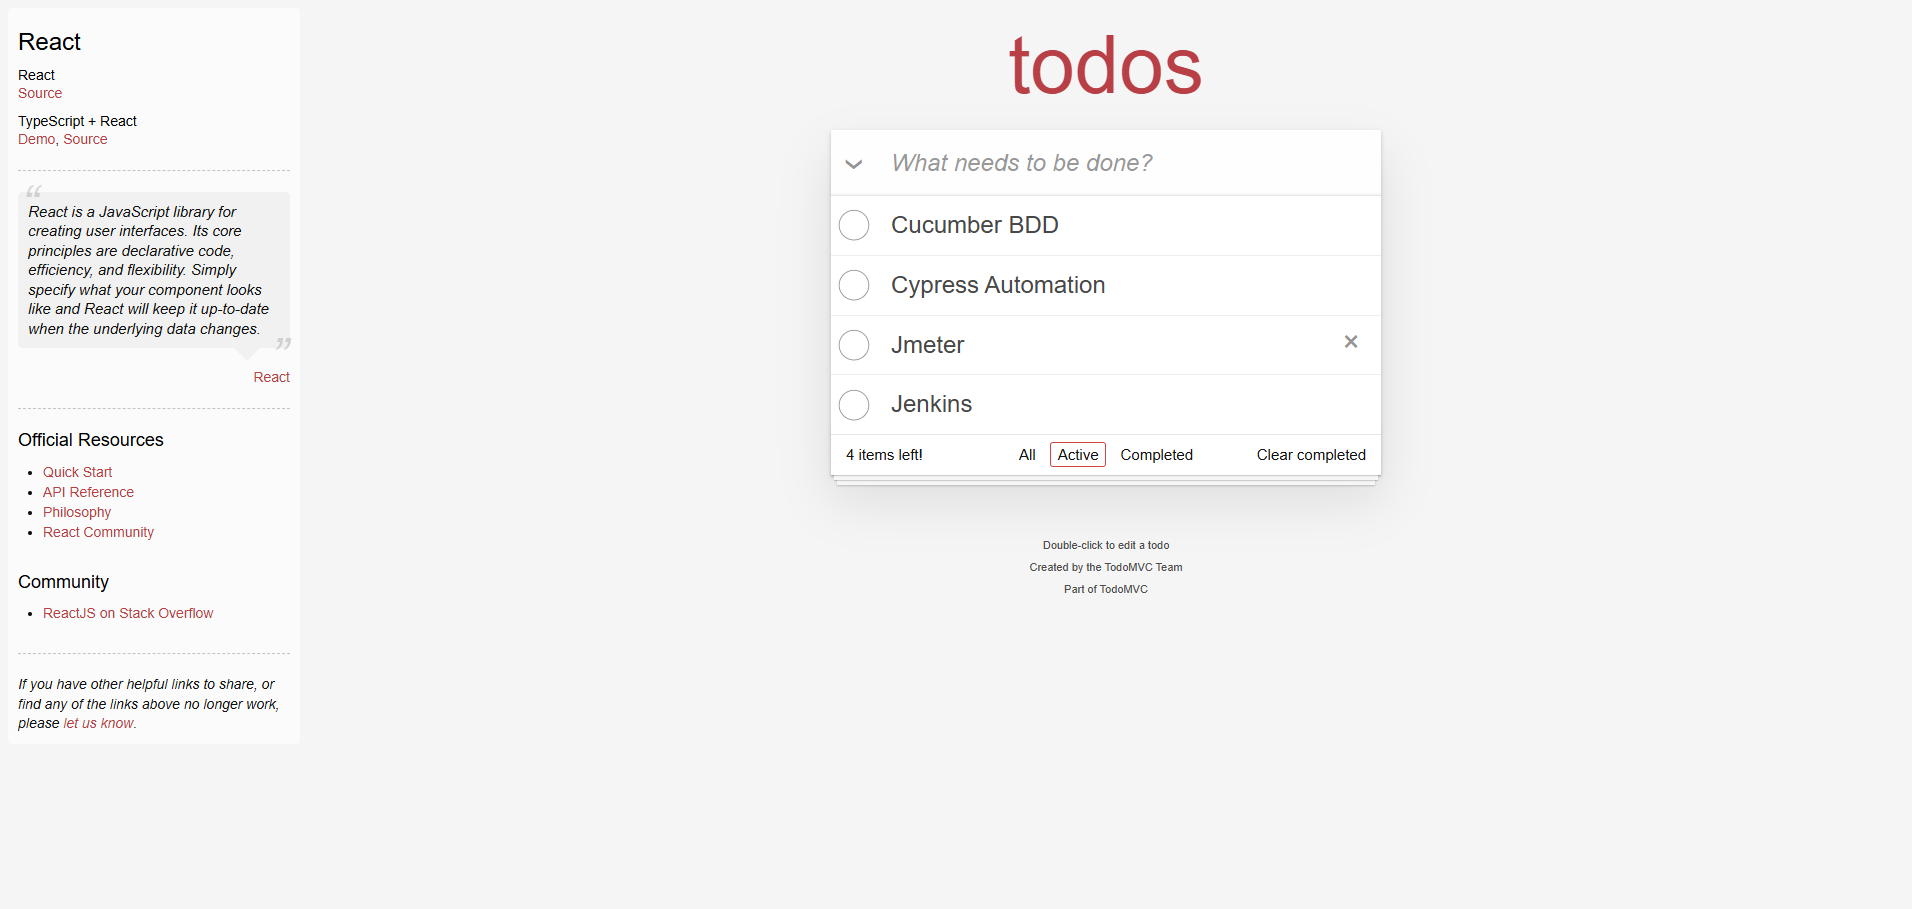 React
React
Source
TypeScript + React
Demo, Source
“
React is a JavaScript library for
creating user interfaces. Its core
principles are declarative code,
efficiency, and flexibility. Simply
specify what your component looks
like and React will keep it up-to-date
when the underlying data changes.
”
React
Official Resources
• Quick Start
• API Reference
• Philosophy
• React Community
Community
• ReactJS on Stack Overflow
If you have other helpful links to share, or
find any of the links above no longer work,
please let us know.
todos
What needs to be done?
Cucumber BDD
Cypress Automation
Jmeter ×
Jenkins
4 items left! All Active Completed Clear completed
Double-click to edit a todo
Created by the TodoMVC Team
Part of TodoMVC